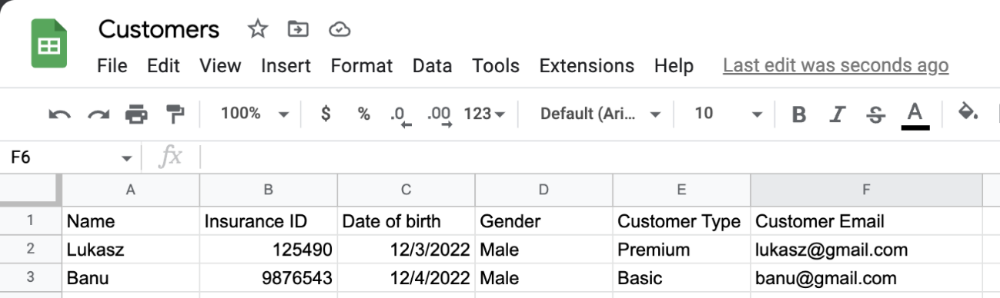 Customers
File Edit View Insert Format Data Tools Extensions Help Last edit was seconds ago
100% $ % .0 .00 123 Default (Ari... 10 B I S A
F6 fx
A B C D E F
1 Name Insurance ID Date of birth Gender Customer Type Customer Email
2 Lukasz 125490 12/3/2022 Male Premium lukasz@gmail.com
3 Banu 9876543 12/4/2022 Male Basic banu@gmail.com